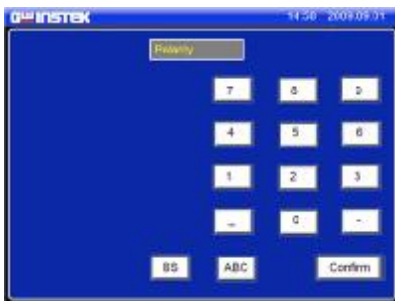 GW INSTEK 14:50 2009.09.01
Polarity
7 8 9
4 5 6
1 2 3
_ 0 -
BS ABC Confirm